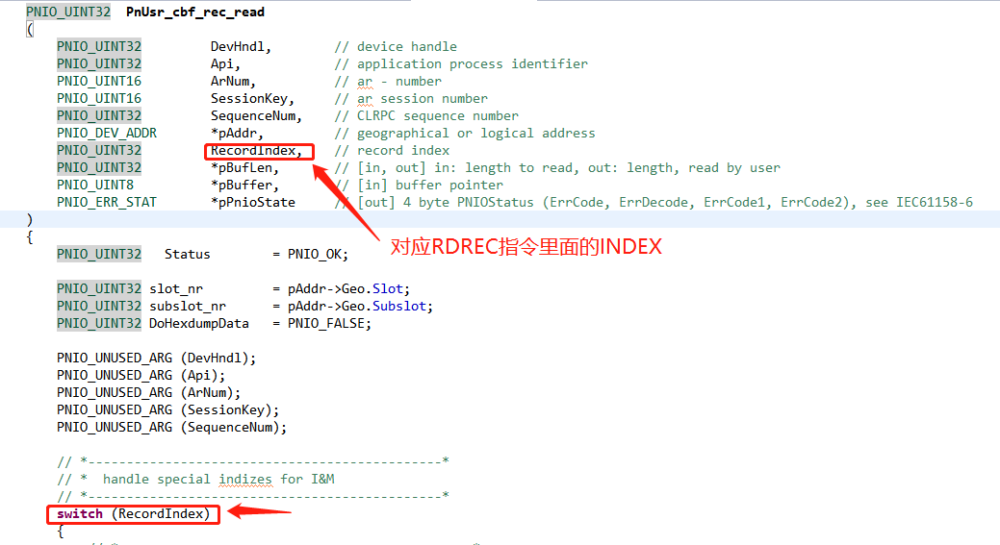 PNIO_UINT32  PnUsr_cbf_rec_read
(
PNIO_UINT32 DevHndl, // device handle
PNIO_UINT32 Api, // application process identifier
PNIO_UINT16 ArNum, // ar - number
PNIO_UINT16 SessionKey, // ar session number
PNIO_UINT32 SequenceNum, // CLRPC sequence number
PNIO_DEV_ADDR *pAddr, // geographical or logical address
PNIO_UINT32 RecordIndex, // record index
PNIO_UINT32 *pBufLen, // [in, out] in: length to read, out: length, read by user
PNIO_UINT8 *pBuffer, // [in] buffer pointer
PNIO_ERR_STAT *pPnioState // [out] 4 byte PNIOStatus (ErrCode, ErrDecode, ErrCode1, ErrCode2), see IEC61158-6
)
{
对应RDREC指令里面的INDEX
PNIO_UINT32 Status = PNIO_OK;
PNIO_UINT32 slot_nr = pAddr->Geo.Slot;
PNIO_UINT32 subslot_nr = pAddr->Geo.Subslot;
PNIO_UINT32 DoHexdumpData = PNIO_FALSE;
PNIO_UNUSED_ARG (DevHndl);
PNIO_UNUSED_ARG (Api);
PNIO_UNUSED_ARG (ArNum);
PNIO_UNUSED_ARG (SessionKey);
PNIO_UNUSED_ARG (SequenceNum);
// *----------------------------------------------*
// *  handle special indizes for I&M
// *----------------------------------------------*
switch (RecordIndex)
{